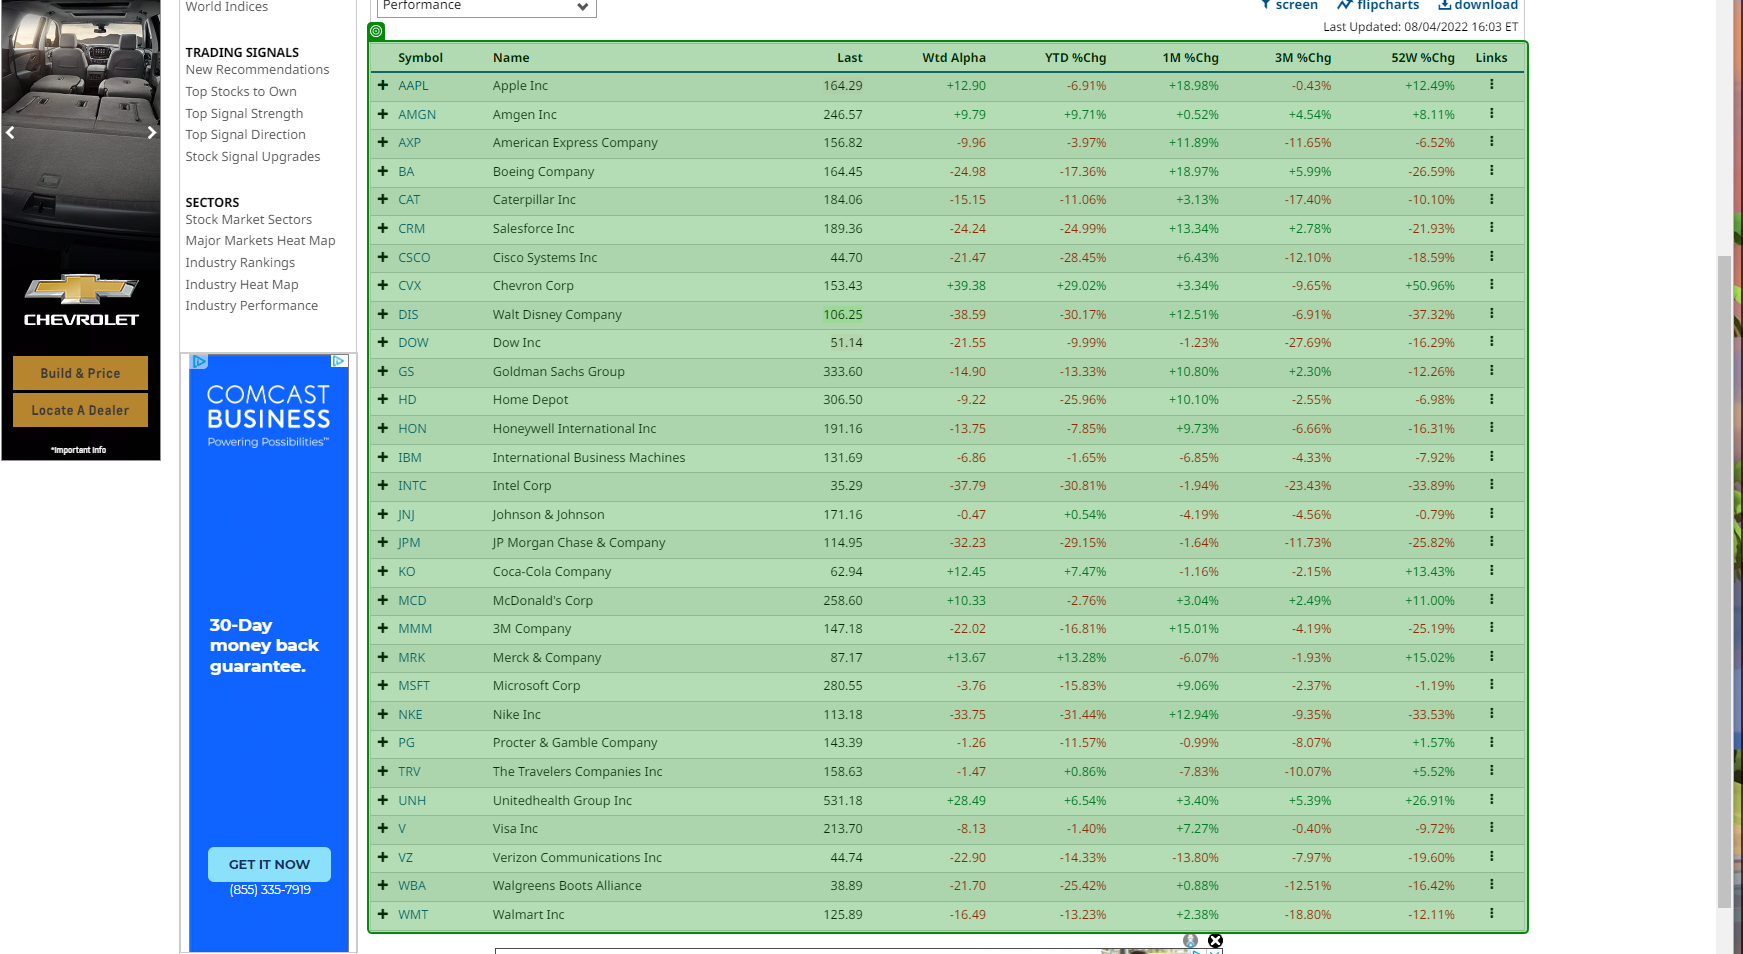 World Indices
TRADING SIGNALS
New Recommendations
Top Stocks to Own
Top Signal Strength
Top Signal Direction
Stock Signal Upgrades
SECTORS
Stock Market Sectors
Major Markets Heat Map
Industry Rankings
Industry Heat Map
Industry Performance
CHEVROLET
Build & Price
Locate A Dealer
*Important Info
COMCAST
BUSINESS
Powering Possibilities™
30-Day
money back
guarantee.
GET IT NOW
(855) 335-7919
Performance
screen flipcharts download
Last Updated: 08/04/2022 16:03 ET
Symbol Name Last Wtd Alpha YTD %Chg 1M %Chg 3M %Chg 52W %Chg Links
AAPL Apple Inc 164.29 +12.90 -6.91% +18.98% -0.43% +12.49%
AMGN Amgen Inc 246.57 +9.79 +9.71% +0.52% +4.54% +8.11%
AXP American Express Company 156.82 -9.96 -3.97% +11.89% -11.65% -6.52%
BA Boeing Company 164.45 -24.98 -17.36% +18.97% +5.99% -26.59%
CAT Caterpillar Inc 184.06 -15.15 -11.06% +3.13% -17.40% -10.10%
CRM Salesforce Inc 189.36 -24.24 -24.99% +13.34% +2.78% -21.93%
CSCO Cisco Systems Inc 44.70 -21.47 -28.45% +6.43% -12.10% -18.59%
CVX Chevron Corp 153.43 +39.38 +29.02% +3.34% -9.65% +50.96%
DIS Walt Disney Company 106.25 -38.59 -30.17% +12.51% -6.91% -37.32%
DOW Dow Inc 51.14 -21.55 -9.99% -1.23% -27.69% -16.29%
GS Goldman Sachs Group 333.60 -14.90 -13.33% +10.80% +2.30% -12.26%
HD Home Depot 306.50 -9.22 -25.96% +10.10% -2.55% -6.98%
HON Honeywell International Inc 191.16 -13.75 -7.85% +9.73% -6.66% -16.31%
IBM International Business Machines 131.69 -6.86 -1.65% -6.85% -4.33% -7.92%
INTC Intel Corp 35.29 -37.79 -30.81% -1.94% -23.43% -33.89%
JNJ Johnson & Johnson 171.16 -0.47 +0.54% -4.19% -4.56% -0.79%
JPM JP Morgan Chase & Company 114.95 -32.23 -29.15% -1.64% -11.73% -25.82%
KO Coca-Cola Company 62.94 +12.45 +7.47% -1.16% -2.15% +13.43%
MCD McDonald's Corp 258.60 +10.33 -2.76% +3.04% +2.49% +11.00%
MMM 3M Company 147.18 -22.02 -16.81% +15.01% -4.19% -25.19%
MRK Merck & Company 87.17 +13.67 +13.28% -6.07% -1.93% +15.02%
MSFT Microsoft Corp 280.55 -3.76 -15.83% +9.06% -2.37% -1.19%
NKE Nike Inc 113.18 -33.75 -31.44% +12.94% -9.35% -33.53%
PG Procter & Gamble Company 143.39 -1.26 -11.57% -0.99% -8.07% +1.57%
TRV The Travelers Companies Inc 158.63 -1.47 +0.86% -7.83% -10.07% +5.52%
UNH Unitedhealth Group Inc 531.18 +28.49 +6.54% +3.40% +5.39% +26.91%
V Visa Inc 213.70 -8.13 -1.40% +7.27% -0.40% -9.72%
VZ Verizon Communications Inc 44.74 -22.90 -14.33% -13.80% -7.97% -19.60%
WBA Walgreens Boots Alliance 38.89 -21.70 -25.42% +0.88% -12.51% -16.42%
WMT Walmart Inc 125.89 -16.49 -13.23% +2.38% -18.80% -12.11%